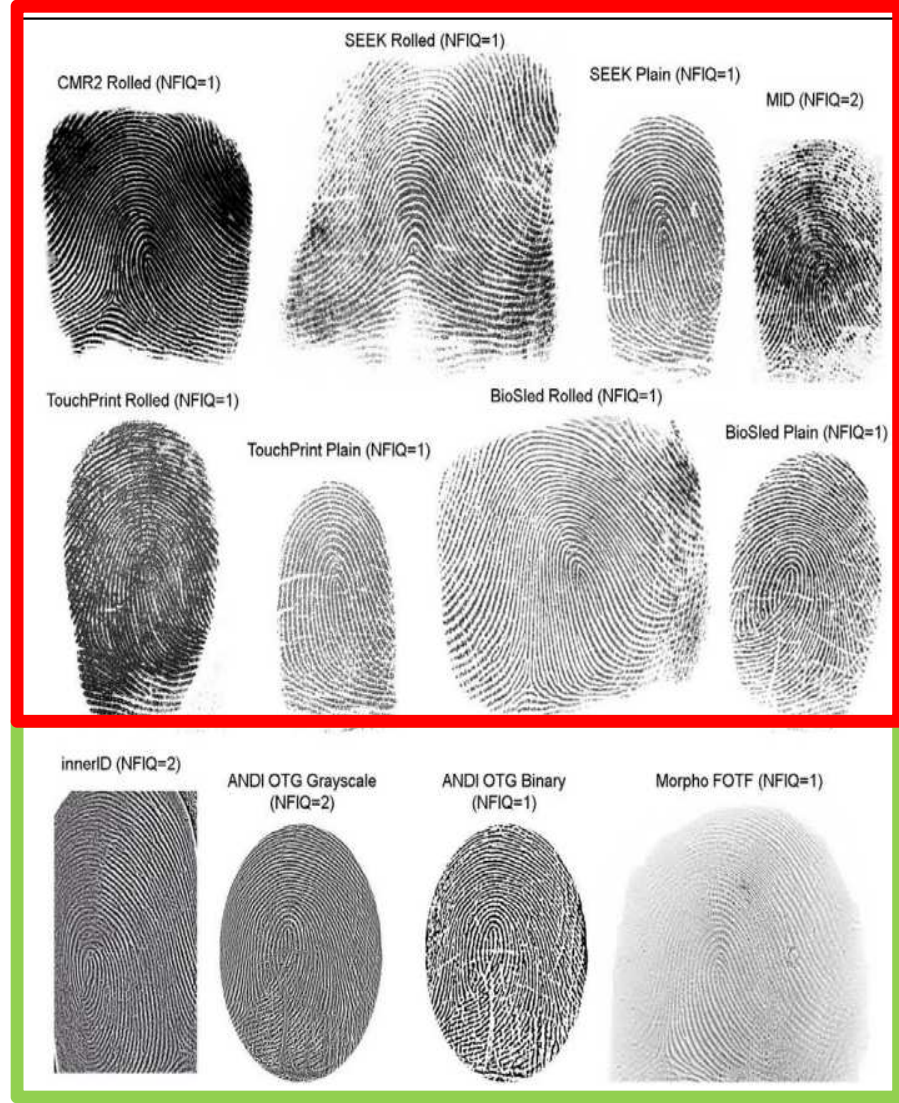 SEEK Rolled (NFIQ=1)
CMR2 Rolled (NFIQ=1)
SEEK Plain (NFIQ=1)
MID (NFIQ=2)
TouchPrint Rolled (NFIQ=1)
TouchPrint Plain (NFIQ=1)
BioSled Rolled (NFIQ=1)
BioSled Plain (NFIQ=1)
innerID (NFIQ=2)
ANDI OTG Grayscale
(NFIQ=2)
ANDI OTG Binary
(NFIQ=1)
Morpho FOTF (NFIQ=1)